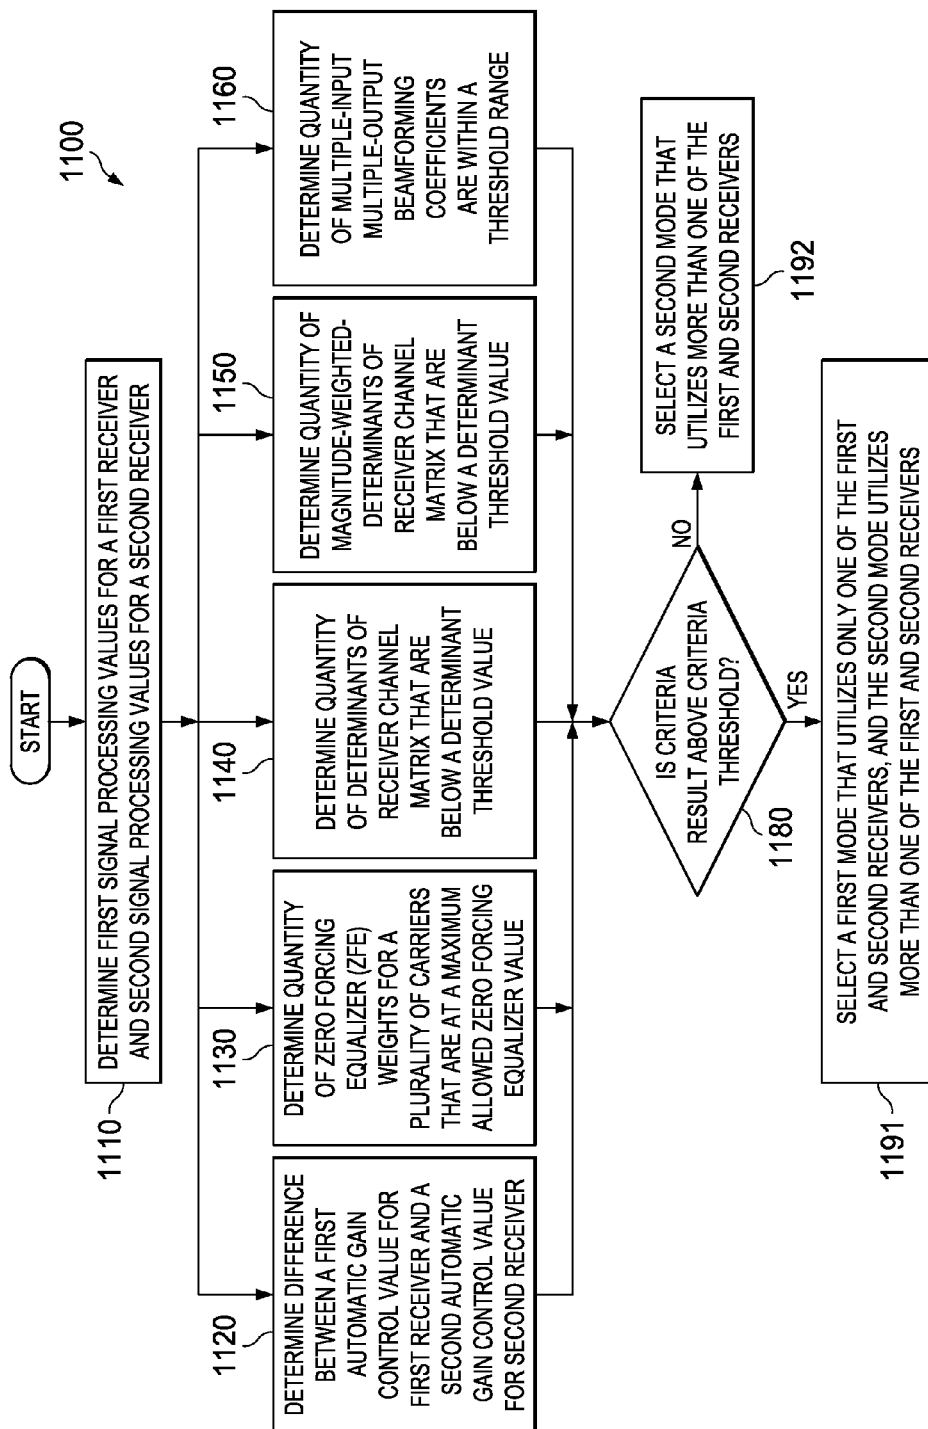 1100
START
DETERMINE FIRST SIGNAL PROCESSING VALUES FOR A FIRST RECEIVER
AND SECOND SIGNAL PROCESSING VALUES FOR A SECOND RECEIVER
1110
1120
DETERMINE DIFFERENCE
BETWEEN A FIRST
AUTOMATIC GAIN
CONTROL VALUE FOR
FIRST RECEIVER AND A
SECOND AUTOMATIC
GAIN CONTROL VALUE
FOR SECOND RECEIVER
1130
DETERMINE QUANTITY
OF ZERO FORCING
EQUALIZER (ZFE)
WEIGHTS FOR A
PLURALITY OF CARRIERS
THAT ARE AT A MAXIMUM
ALLOWED ZERO FORCING
EQUALIZER VALUE
1140
DETERMINE QUANTITY
OF DETERMINANTS OF
RECEIVER CHANNEL
MATRIX THAT ARE
BELOW A DETERMINANT
THRESHOLD VALUE
1150
DETERMINE QUANTITY OF
MAGNITUDE-WEIGHTED-
DETERMINANTS OF
RECEIVER CHANNEL
MATRIX THAT ARE
BELOW A DETERMINANT
THRESHOLD VALUE
1160
DETERMINE QUANTITY
OF MULTIPLE-INPUT
MULTIPLE-OUTPUT
BEAMFORMING
COEFFICIENTS
ARE WITHIN A
THRESHOLD RANGE
IS CRITERIA
RESULT ABOVE CRITERIA
THRESHOLD?
1180
NO
YES
SELECT A SECOND MODE THAT
UTILIZES MORE THAN ONE OF THE
FIRST AND SECOND RECEIVERS
1192
SELECT A FIRST MODE THAT UTILIZES ONLY ONE OF THE FIRST
AND SECOND RECEIVERS, AND THE SECOND MODE UTILIZES
MORE THAN ONE OF THE FIRST AND SECOND RECEIVERS
1191